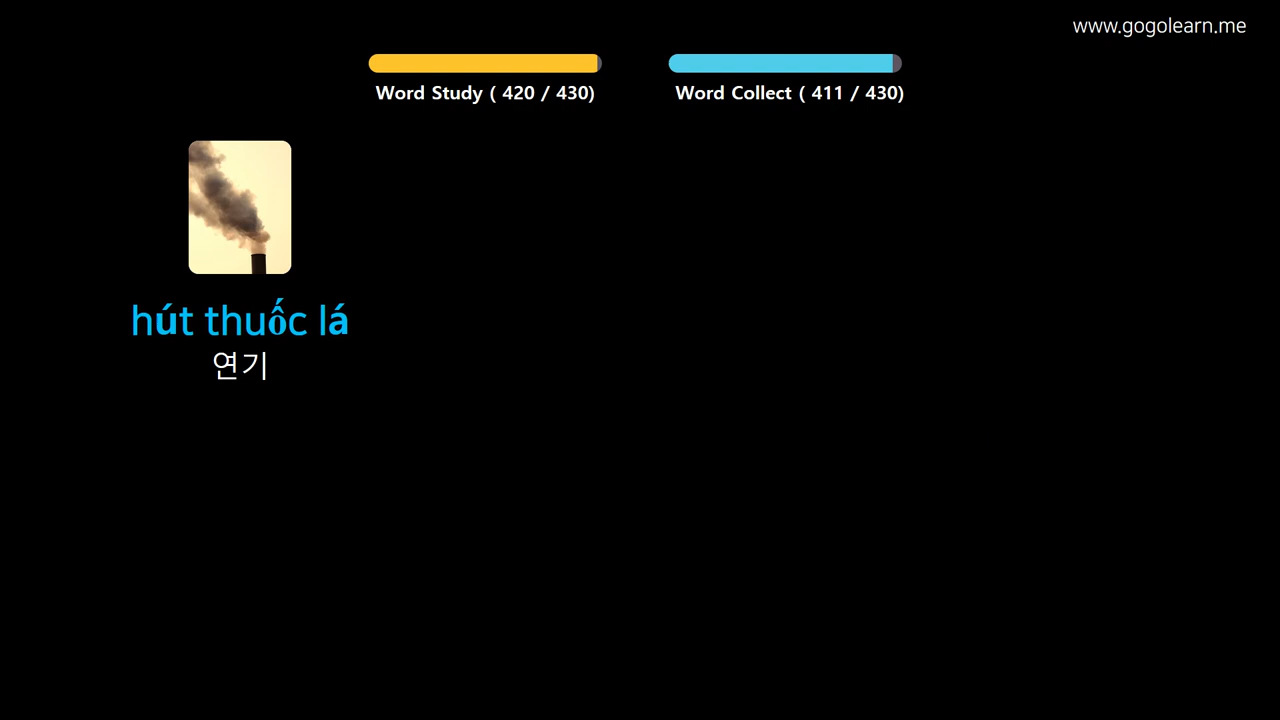 www.gogolearn.me
Word Study ( 420 / 430)
Word Collect ( 411 / 430)
hút thuốc lá
연기